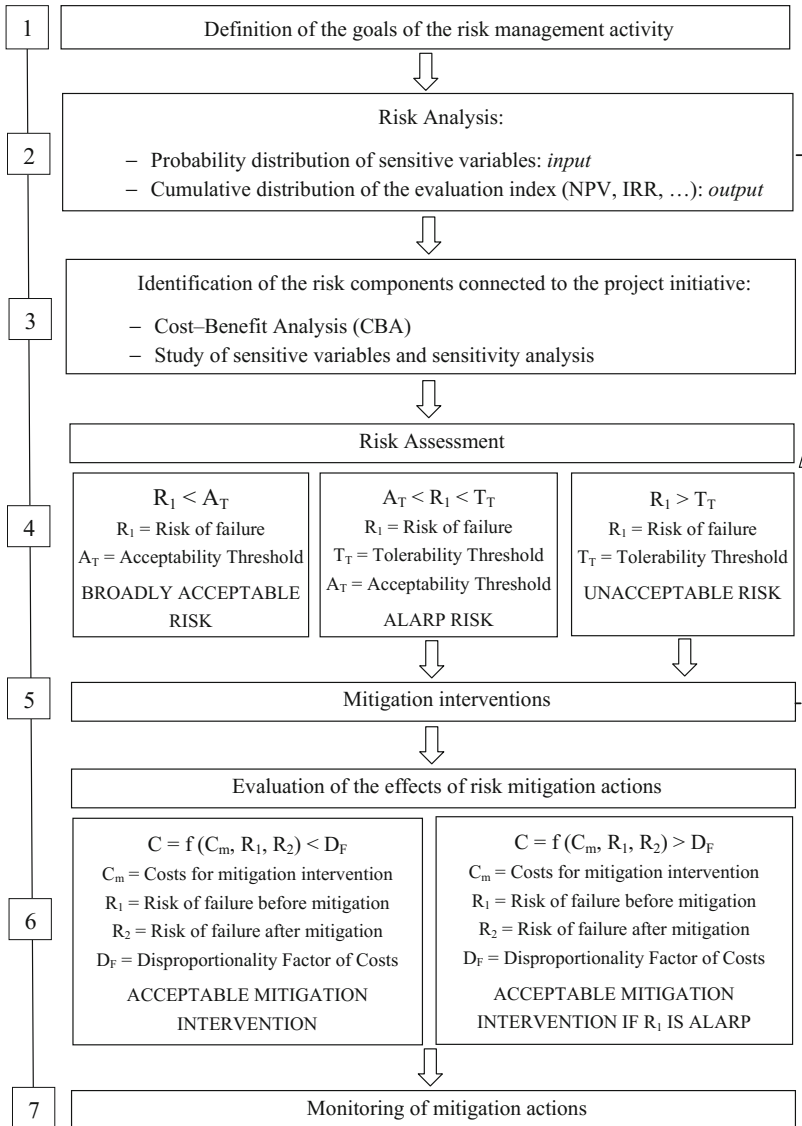 1
Definition of the goals of the risk management activity
2
Risk Analysis:
– Probability distribution of sensitive variables: input
– Cumulative distribution of the evaluation index (NPV, IRR, …): output
3
Identification of the risk components connected to the project initiative:
– Cost–Benefit Analysis (CBA)
– Study of sensitive variables and sensitivity analysis
4
Risk Assessment
R1 < AT
R1 = Risk of failure
AT = Acceptability Threshold
BROADLY ACCEPTABLE
RISK
AT < R1 < TT
R1 = Risk of failure
TT = Tolerability Threshold
AT = Acceptability Threshold
ALARP RISK
R1 > TT
R1 = Risk of failure
TT = Tolerability Threshold
UNACCEPTABLE RISK
5
Mitigation interventions
6
Evaluation of the effects of risk mitigation actions
C = f (Cm, R1, R2) < DF
Cm = Costs for mitigation intervention
R1 = Risk of failure before mitigation
R2 = Risk of failure after mitigation
DF = Disproportionality Factor of Costs
ACCEPTABLE MITIGATION
INTERVENTION
C = f (Cm, R1, R2) > DF
Cm = Costs for mitigation intervention
R1 = Risk of failure before mitigation
R2 = Risk of failure after mitigation
DF = Disproportionality Factor of Costs
ACCEPTABLE MITIGATION
INTERVENTION IF R1 IS ALARP
7
Monitoring of mitigation actions